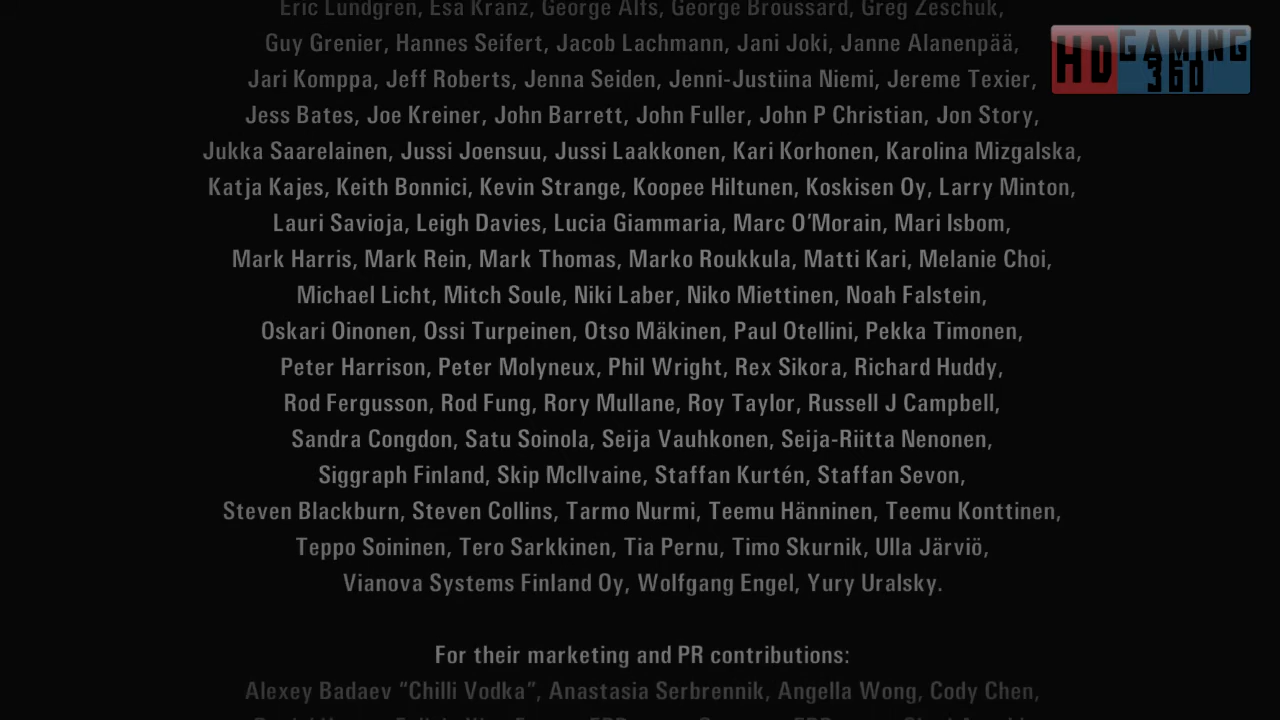 Eric Lundgren, Esa Kranz, George Alfs, George Broussard, Greg Zeschuk,
Guy Grenier, Hannes Seifert, Jacob Lachmann, Jani Joki, Janne Alanenpää,
Jari Komppa, Jeff Roberts, Jenna Seiden, Jenni-Justiina Niemi, Jereme Texier,
Jess Bates, Joe Kreiner, John Barrett, John Fuller, John P Christian, Jon Story,
Jukka Saarelainen, Jussi Joensuu, Jussi Laakkonen, Kari Korhonen, Karolina Mizgalska,
Katja Kajes, Keith Bonnici, Kevin Strange, Koopee Hiltunen, Koskisen Oy, Larry Minton,
Lauri Savioja, Leigh Davies, Lucia Giammaria, Marc O’Morain, Mari Isbom,
Mark Harris, Mark Rein, Mark Thomas, Marko Roukkula, Matti Kari, Melanie Choi,
Michael Licht, Mitch Soule, Niki Laber, Niko Miettinen, Noah Falstein,
Oskari Oinonen, Ossi Turpeinen, Otso Mäkinen, Paul Otellini, Pekka Timonen,
Peter Harrison, Peter Molyneux, Phil Wright, Rex Sikora, Richard Huddy,
Rod Fergusson, Rod Fung, Rory Mullane, Roy Taylor, Russell J Campbell,
Sandra Congdon, Satu Soinola, Seija Vauhkonen, Seija-Riitta Nenonen,
Siggraph Finland, Skip McIlvaine, Staffan Kurtén, Staffan Sevon,
Steven Blackburn, Steven Collins, Tarmo Nurmi, Teemu Hänninen, Teemu Konttinen,
Teppo Soininen, Tero Sarkkinen, Tia Pernu, Timo Skurnik, Ulla Järviö,
Vianova Systems Finland Oy, Wolfgang Engel, Yury Uralsky.
For their marketing and PR contributions:
Alexey Badaev “Chilli Vodka”, Anastasia Serbrennik, Angella Wong, Cody Chen,
HD GAMING
360